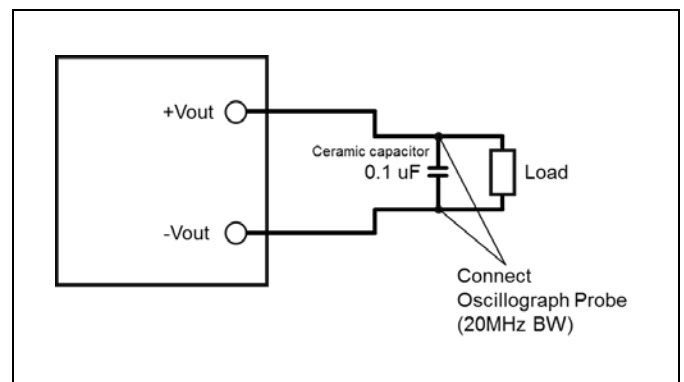 +Vout
Ceramic capacitor
0.1 uF
Load
-Vout
Connect
Oscillograph Probe
(20MHz BW)